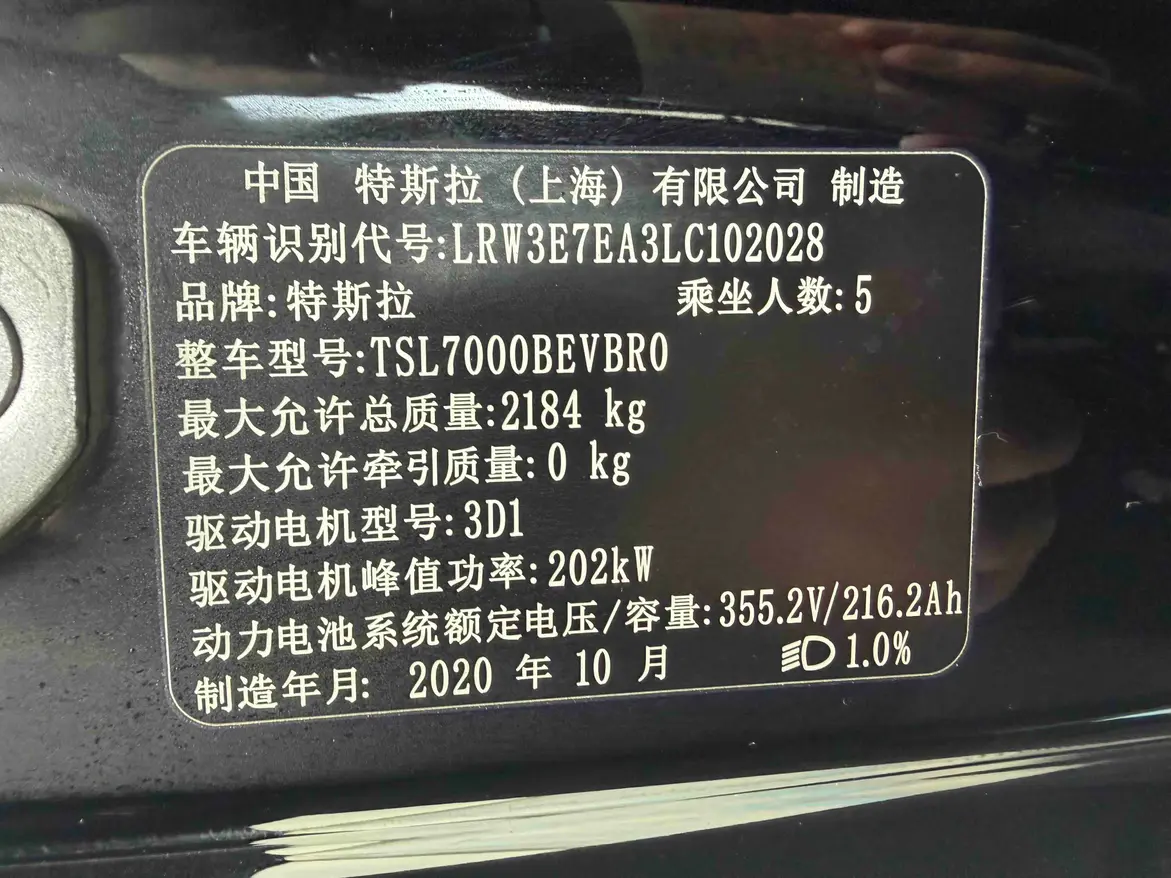 中国 特斯拉 (上海) 有限公司 制造
车辆识别代号:LRW3E7EA3LC102028
品牌:特斯拉 乘坐人数:5
整车型号:TSL7000BEVBR0
最大允许总质量:2184 kg
最大允许牵引质量:0 kg
驱动电机型号:3D1
驱动电机峰值功率:202kW
动力电池系统额定电压/容量:355.2V/216.2Ah
制造年月: 2020 年 10 月 1.0%